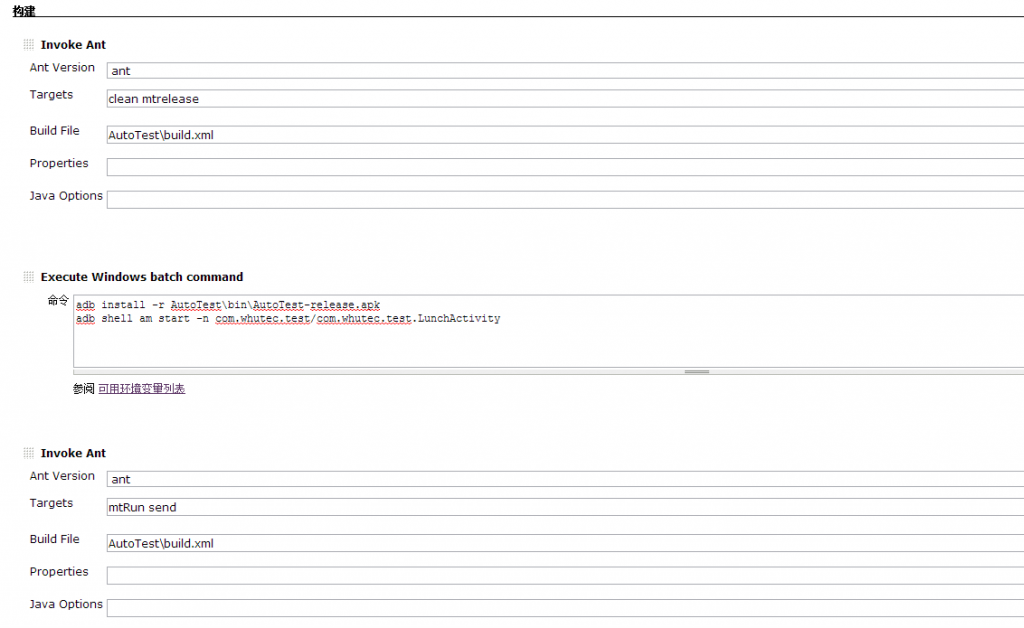 构建
Invoke Ant
Ant Version ant
Targets clean mtrelease
Build File AutoTest\build.xml
Properties
Java Options
Execute Windows batch command
命令 adb install -r AutoTest\bin\AutoTest-release.apk
adb shell am start -n com.whutec.test/com.whutec.test.LunchActivity
参阅 可用环境变量列表
Invoke Ant
Ant Version ant
Targets mtRun send
Build File AutoTest\build.xml
Properties
Java Options